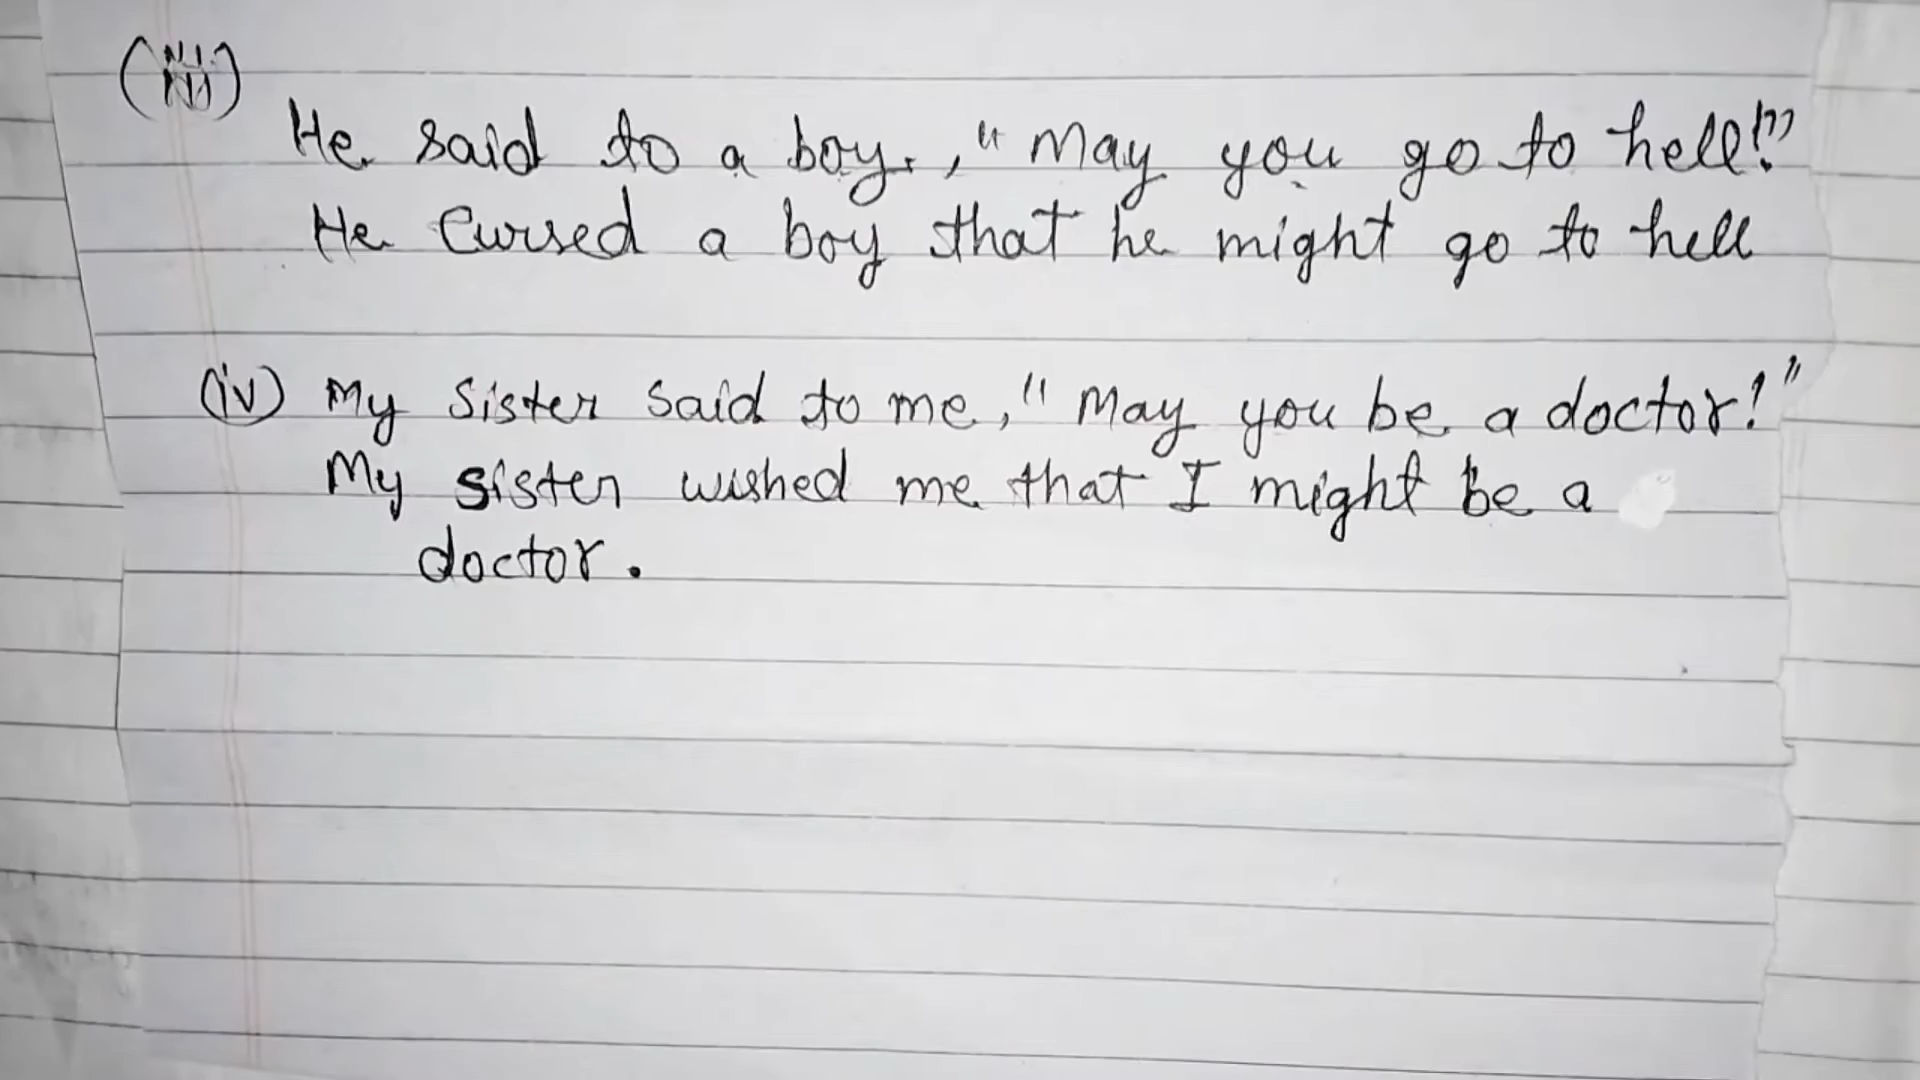 (iii)
He said to a boy, "May you go to hell!"
He Cursed a boy that he might go to hell
(iv) My Sister Said to me, "May you be a doctor!"
My sister wished me that I might be a
doctor.